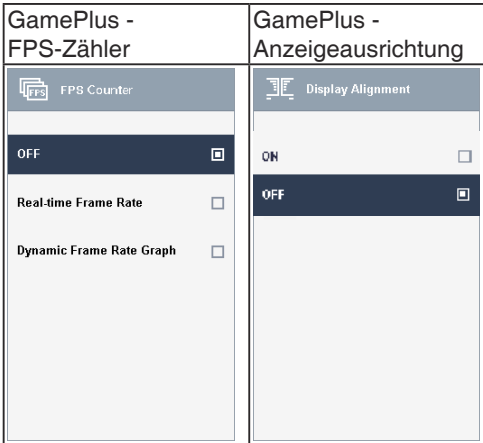 GamePlus -
FPS-Zähler
GamePlus -
Anzeigeausrichtung
FPS
FPS Counter
OFF
Real-time Frame Rate
Dynamic Frame Rate Graph
Display Alignment
ON
OFF